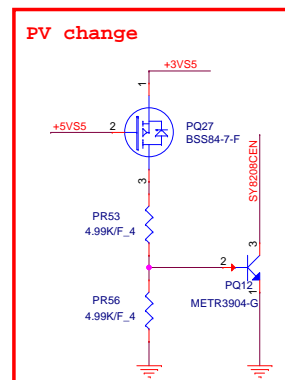 PV change
+3VS5
1
+5VS5
2
PQ27
BSS84-7-F
3
SY8208CEN
PR53
4.99K/F_4
3
2
PQ12
PR56
1
METR3904-G
4.99K/F_4